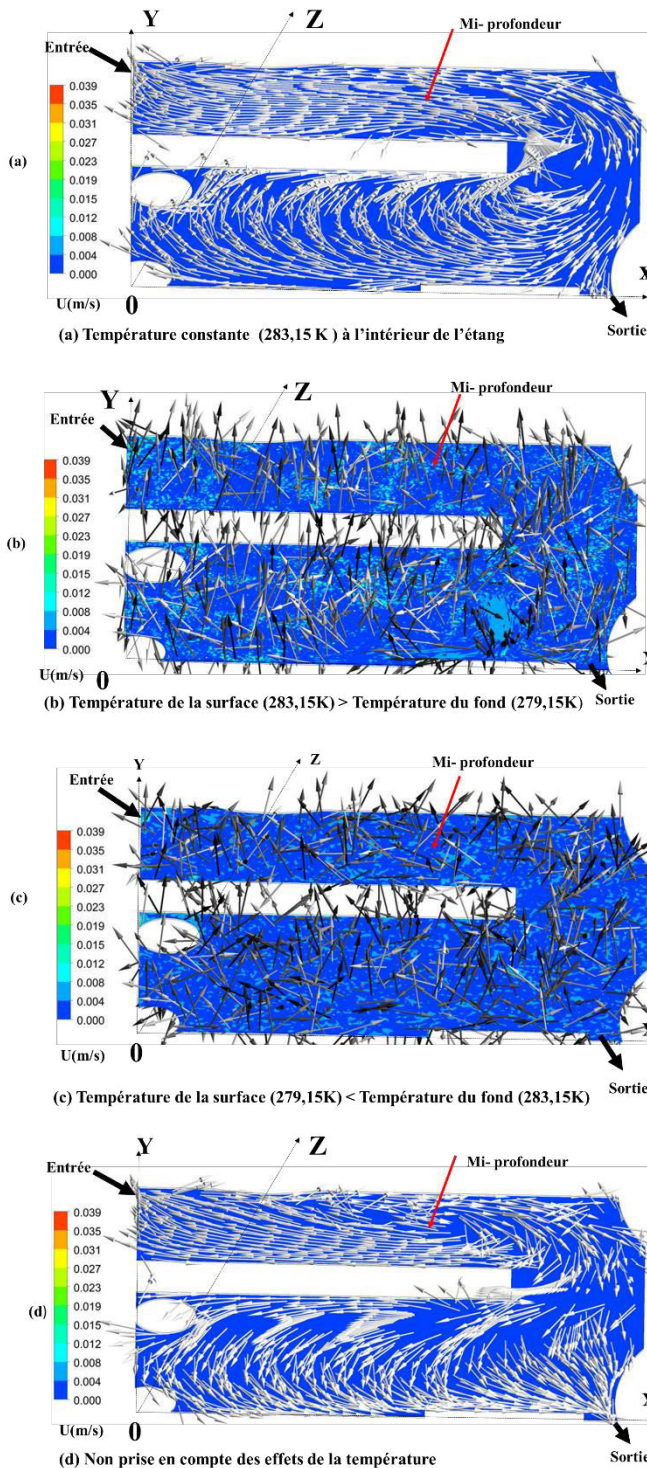 Y
Z
Mi- profondeur
Entrée
0.039
0.035
0.031
0.027
0.023
0.019
0.015
0.012
0.008
0.004
0.000
(a)
U(m/s)
0
X
Sortie
(a) Température constante (283,15 K ) à l'intérieur de l'étang
Y
Z
Mi- profondeur
Entrée
0.039
0.035
0.031
0.027
0.023
0.019
0.015
0.012
0.008
0.004
0.000
(b)
U(m/s)
0
X
Sortie
(b) Température de la surface (283,15K) > Température du fond (279,15K)
Y
Z
Mi- profondeur
Entrée
0.039
0.035
0.031
0.027
0.023
0.019
0.015
0.012
0.008
0.004
0.000
(c)
U(m/s)
0
X
Sortie
(c) Température de la surface (279,15K) < Température du fond (283,15K)
Y
Z
Mi- profondeur
Entrée
0.039
0.035
0.031
0.027
0.023
0.019
0.015
0.012
0.008
0.004
0.000
(d)
U(m/s)
0
X
Sortie
(d) Non prise en compte des effets de la température